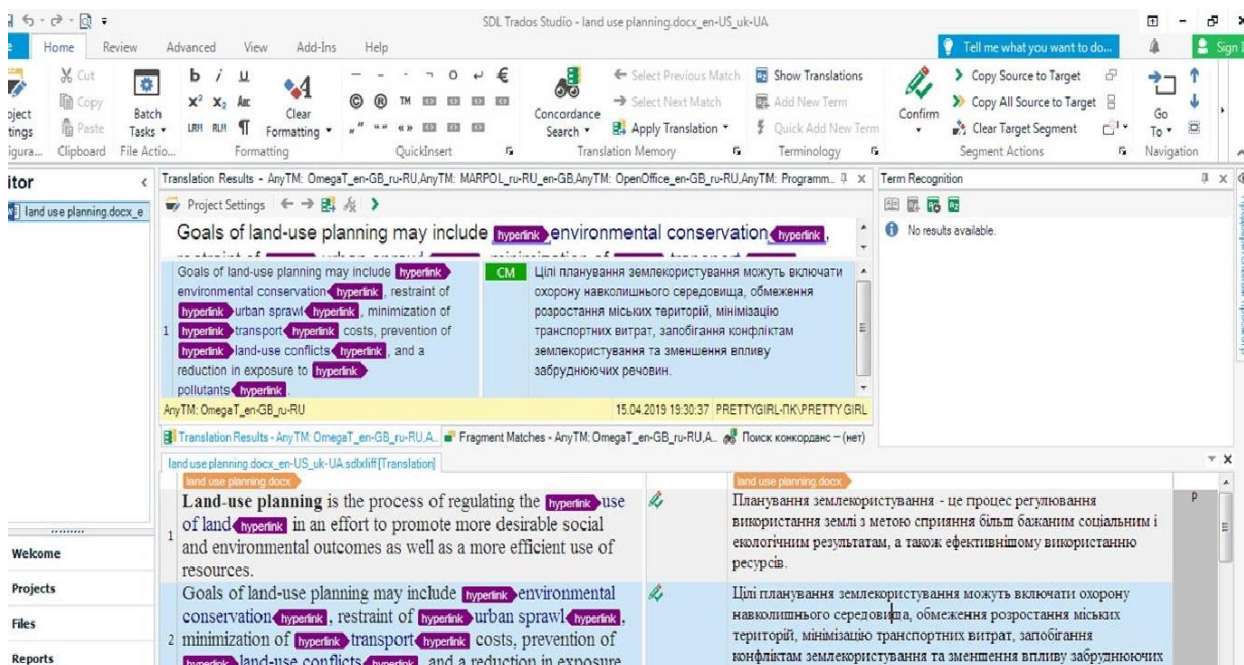 SDL Trados Studio - land use planning.docx_en-US_uk-UA
Home Review Advanced View Add-Ins Help
Tell me what you want to do...
Sign
Cut
Copy
Paste
Clipboard
Batch Tasks
File Actio...
b i u
X² X₂
LRM RLM ¶
Clear Formatting
Formatting
© ® TM
€
QuickInsert
Concordance Search
Select Previous Match
Select Next Match
Apply Translation
Translation Memory
Show Translations
Add New Term
Quick Add New Term
Terminology
Confirm
Copy Source to Target
Copy All Source to Target
Clear Target Segment
Segment Actions
Go To
Navigation
land use planning.docx_e
Welcome
Projects
Files
Reports
Translation Results - AnyTM: OmegaT_en-GB_ru-RU,AnyTM: MARPOL_ru-RU_en-GB,AnyTM: OpenOffice_en-GB_ru-RU,AnyTM: Programm...
Project Settings
Goals of land-use planning may include hyperlink environmental conservation hyperlink ,
Goals of land-use planning may include hyperlink
environmental conservation hyperlink , restraint of
hyperlink urban sprawl hyperlink , minimization of
1 hyperlink transport hyperlink costs, prevention of
hyperlink land-use conflicts hyperlink , and a
reduction in exposure to hyperlink
pollutants hyperlink .
CM
Цілі планування землекористування можуть включати
охорону навколишнього середовища, обмеження
розростання міських територій, мінімізацію
транспортних витрат, запобігання конфліктам
землекористування та зменшення впливу
забруднюючих речовин.
AnyTM: OmegaT_en-GB_ru-RU
15.04.2019 19:30:37 PRETTYGIRL-ПК\PRETTY GIRL
Translation Results - AnyTM: OmegaT_en-GB_ru-RU,A...
Fragment Matches - AnyTM: OmegaT_en-GB_ru-RU,A...
Поиск конкорданс – (нет)
Term Recognition
No results available.
land use planning.docx_en-US_uk-UA.sdlxliff [Translation]
land use planning.docx
Land-use planning is the process of regulating the hyperlink use
of land hyperlink in an effort to promote more desirable social
1 and environmental outcomes as well as a more efficient use of
resources.
Goals of land-use planning may include hyperlink environmental
conservation hyperlink , restraint of hyperlink urban sprawl hyperlink ,
2 minimization of hyperlink transport hyperlink costs, prevention of
hyperlink land-use conflicts hyperlink , and a reduction in exposure
land use planning.docx
Планування землекористування - це процес регулювання
використання землі з метою сприяння більш бажаним соціальним і
екологічним результатам, а також ефективнішому використанню
ресурсів.
P
Цілі планування землекористування можуть включати охорону
навколишнього середовища, обмеження розростання міських
територій, мінімізацію транспортних витрат, запобігання
конфліктам землекористування та зменшення впливу забруднюючих